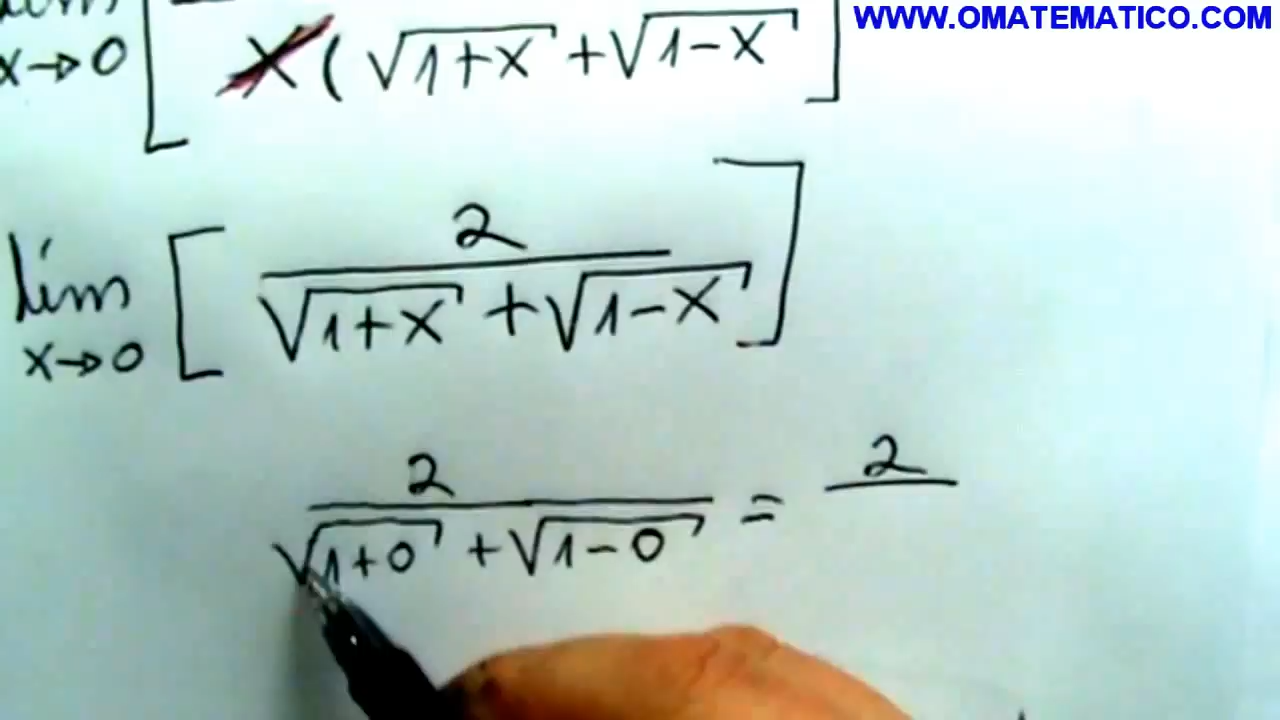 WWW.OMATEMATICO.COM
x→0 [ x ( √1+x + √1-x ]
lim x→0 [ 2 / √1+x + √1-x ]
2 / √1+0 + √1-0 = 2